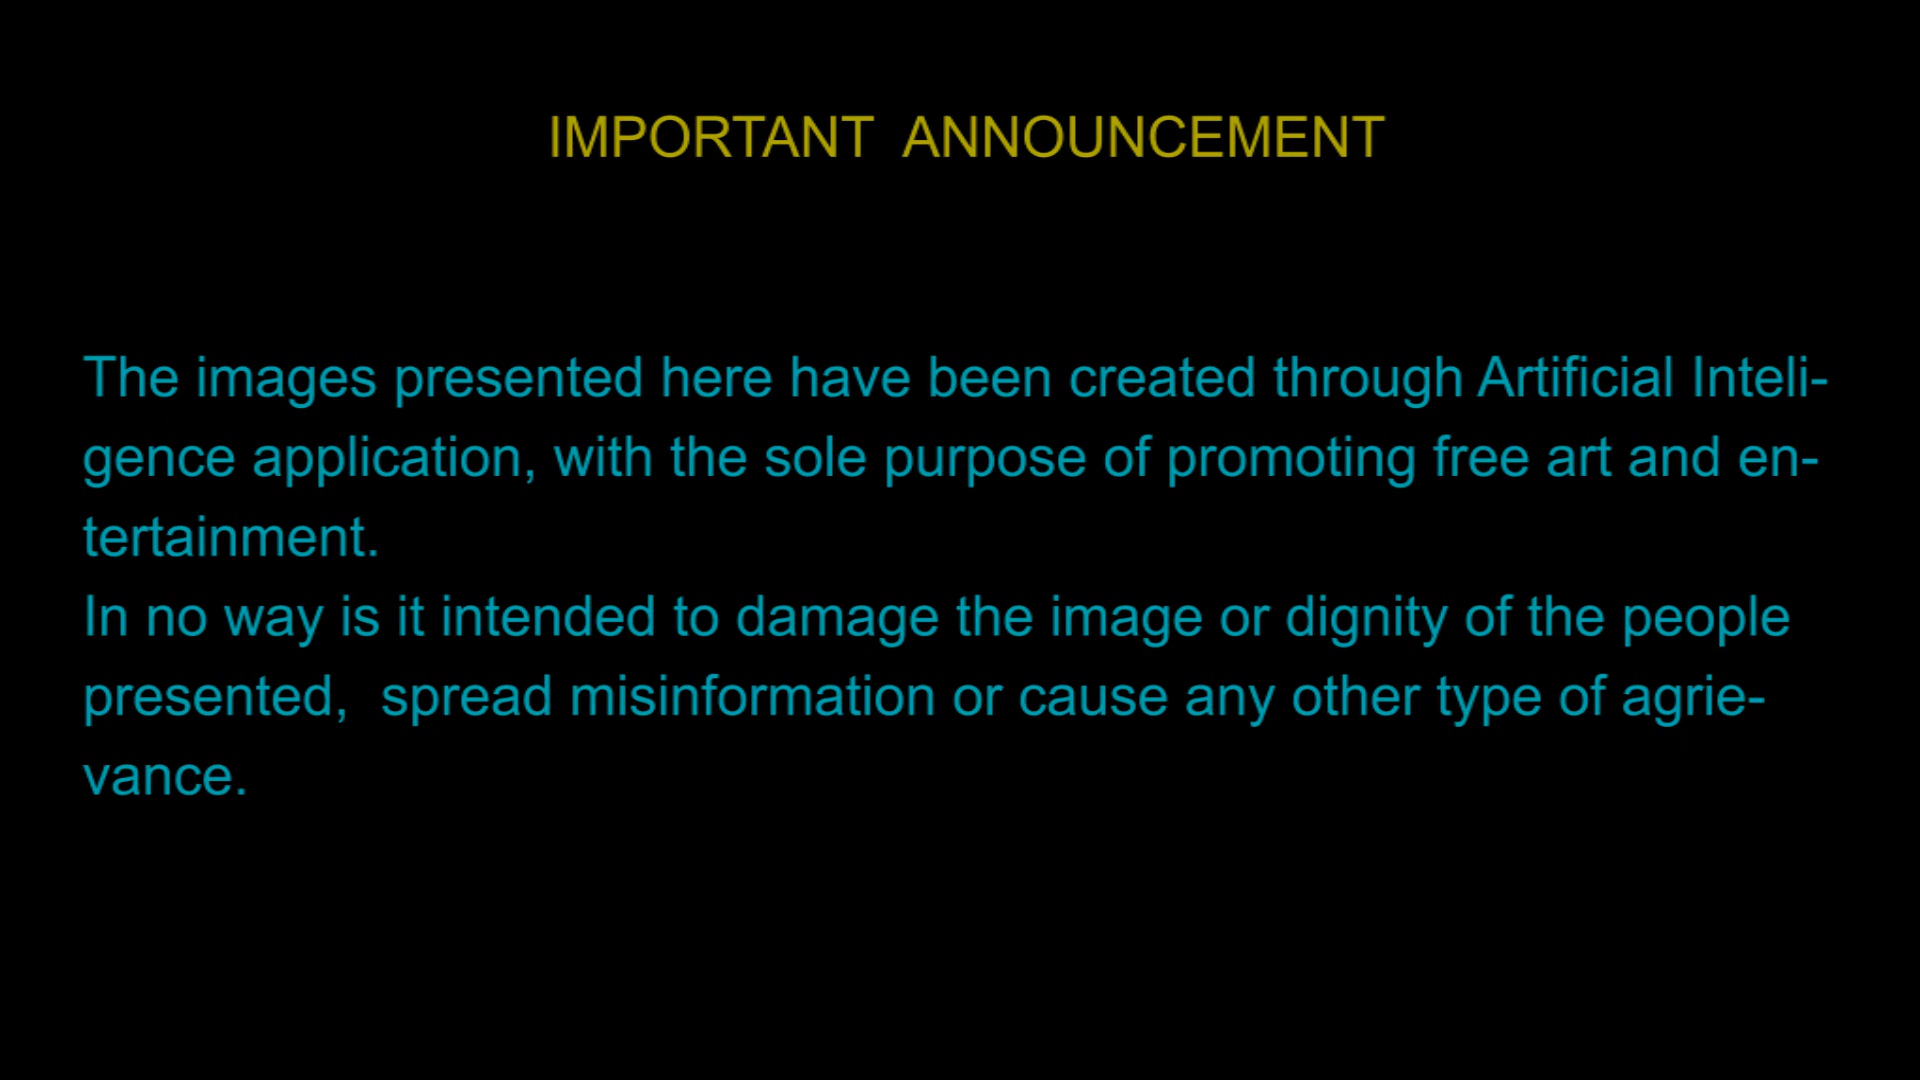 IMPORTANT  ANNOUNCEMENT
The images presented here have been created through Artificial Inteli-
gence application, with the sole purpose of promoting free art and en-
tertainment.
In no way is it intended to damage the image or dignity of the people
presented,  spread misinformation or cause any other type of agrie-
vance.